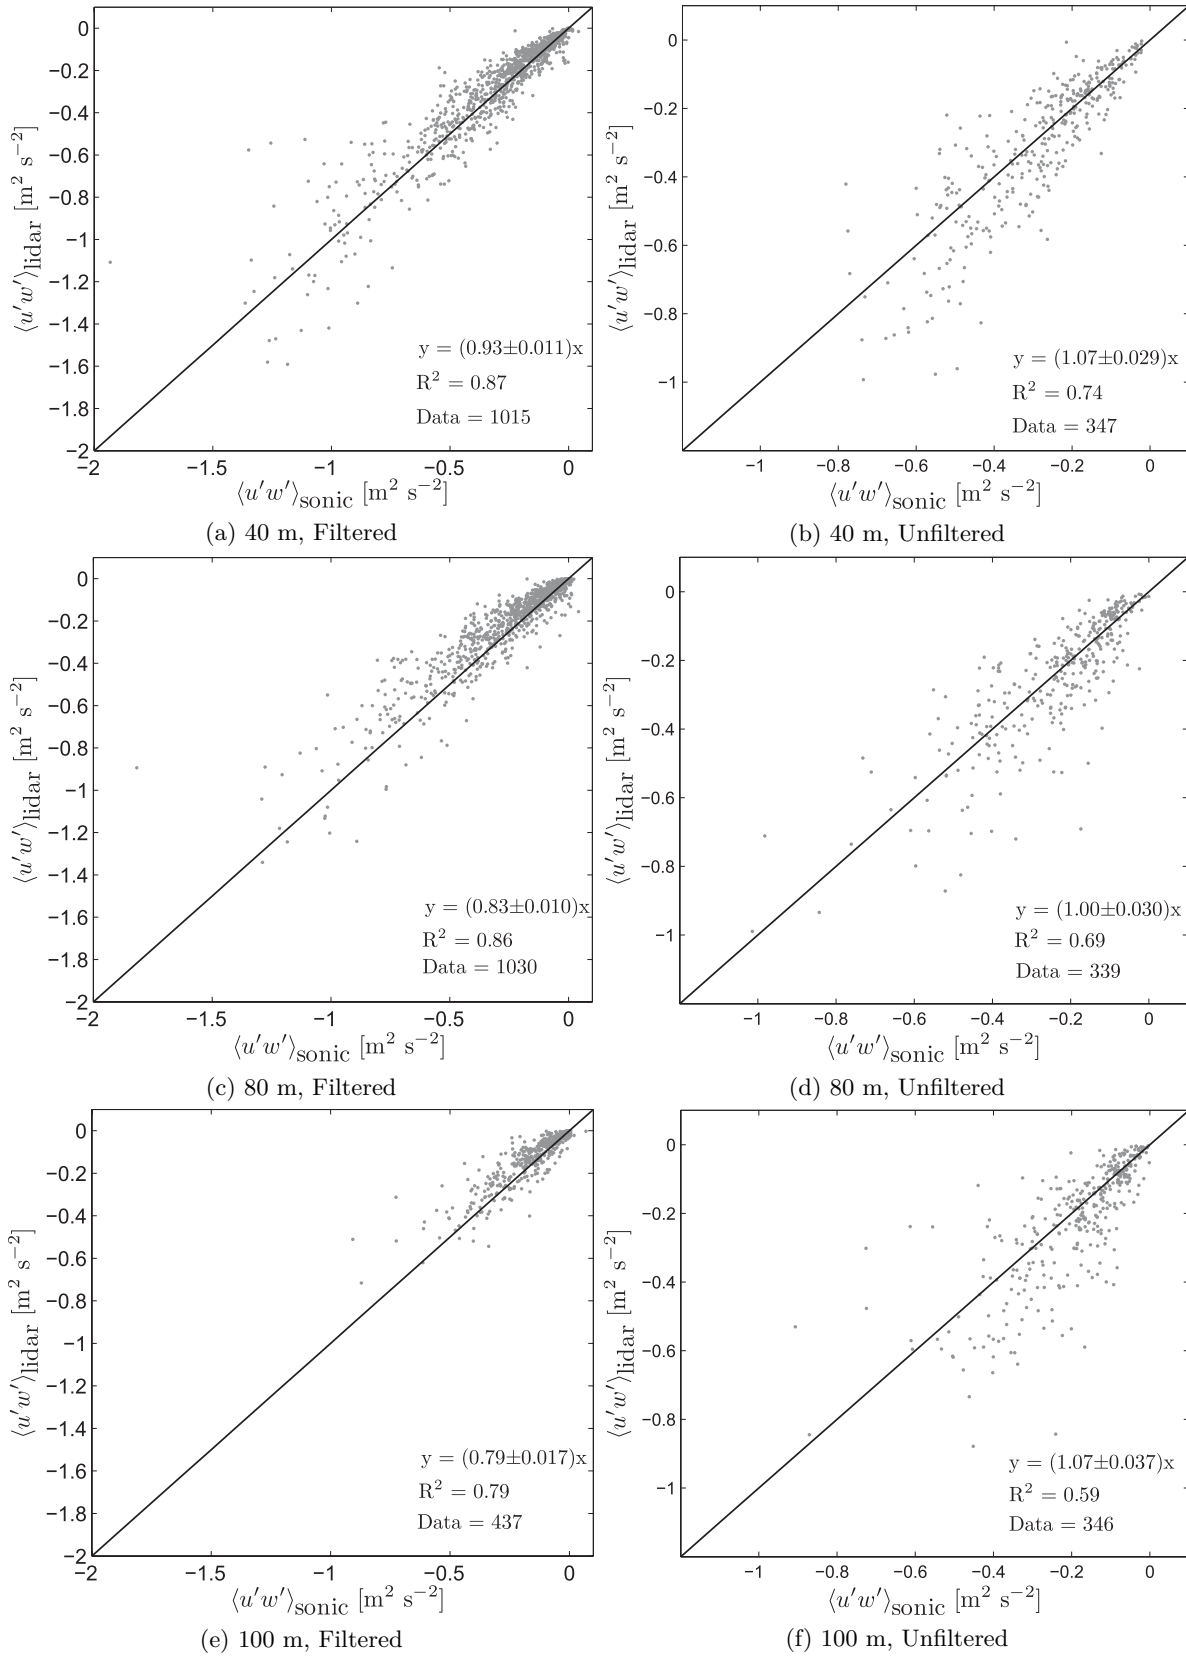 0
−0.2
−0.4
−0.6
−0.8
−1
−1.2
−1.4
−1.6
−1.8
−2
⟨u′w′⟩lidar [m² s⁻²]
y = (0.93±0.011)x
R² = 0.87
Data = 1015
−2 −1.5 −1 −0.5 0
⟨u′w′⟩sonic [m² s⁻²]
(a) 40 m, Filtered
0
−0.2
−0.4
−0.6
−0.8
−1
⟨u′w′⟩lidar [m² s⁻²]
y = (1.07±0.029)x
R² = 0.74
Data = 347
−1 −0.8 −0.6 −0.4 −0.2 0
⟨u′w′⟩sonic [m² s⁻²]
(b) 40 m, Unfiltered
0
−0.2
−0.4
−0.6
−0.8
−1
−1.2
−1.4
−1.6
−1.8
−2
⟨u′w′⟩lidar [m² s⁻²]
y = (0.83±0.010)x
R² = 0.86
Data = 1030
−2 −1.5 −1 −0.5 0
⟨u′w′⟩sonic [m² s⁻²]
(c) 80 m, Filtered
0
−0.2
−0.4
−0.6
−0.8
−1
⟨u′w′⟩lidar [m² s⁻²]
y = (1.00±0.030)x
R² = 0.69
Data = 339
−1 −0.8 −0.6 −0.4 −0.2 0
⟨u′w′⟩sonic [m² s⁻²]
(d) 80 m, Unfiltered
0
−0.2
−0.4
−0.6
−0.8
−1
−1.2
−1.4
−1.6
−1.8
−2
⟨u′w′⟩lidar [m² s⁻²]
y = (0.79±0.017)x
R² = 0.79
Data = 437
−2 −1.5 −1 −0.5 0
⟨u′w′⟩sonic [m² s⁻²]
(e) 100 m, Filtered
0
−0.2
−0.4
−0.6
−0.8
−1
⟨u′w′⟩lidar [m² s⁻²]
y = (1.07±0.037)x
R² = 0.59
Data = 346
−1 −0.8 −0.6 −0.4 −0.2 0
⟨u′w′⟩sonic [m² s⁻²]
(f) 100 m, Unfiltered